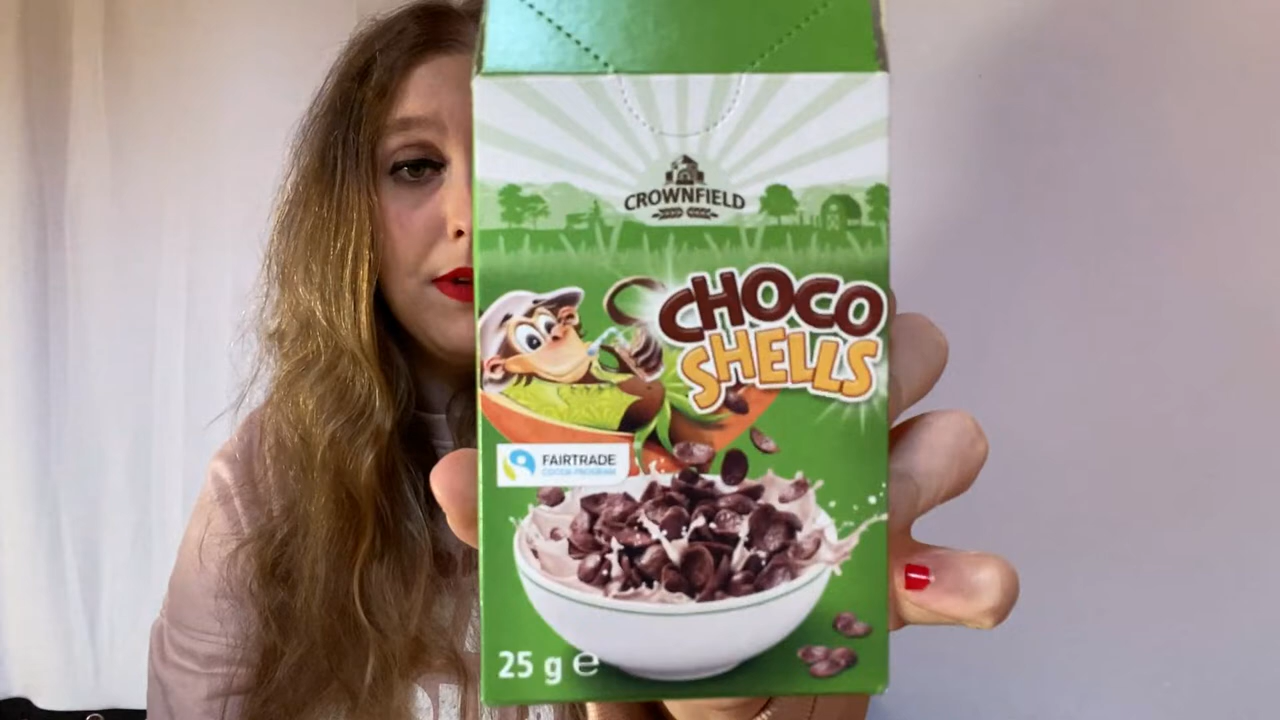 CROWNFIELD
CHOCO
SHELLS
FAIRTRADE
COCOA PROGRAM
25 g ℮